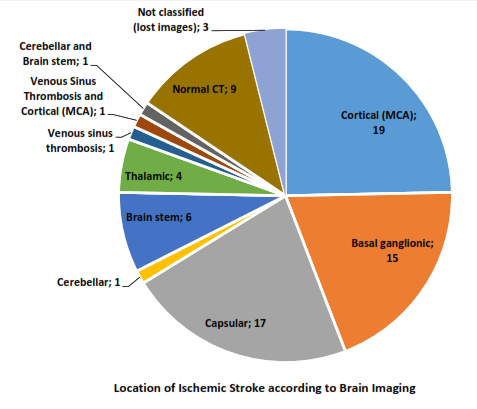 Not classified
(lost images); 3
Cerebellar and
Brain stem; 1
Venous Sinus
Thrombosis and
Cortical (MCA); 1
Venous sinus
thrombosis; 1
Normal CT; 9
Cortical (MCA);
19
Thalamic; 4
Brain stem; 6
Basal ganglionic;
15
Cerebellar; 1
Capsular; 17
Location of Ischemic Stroke according to Brain Imaging